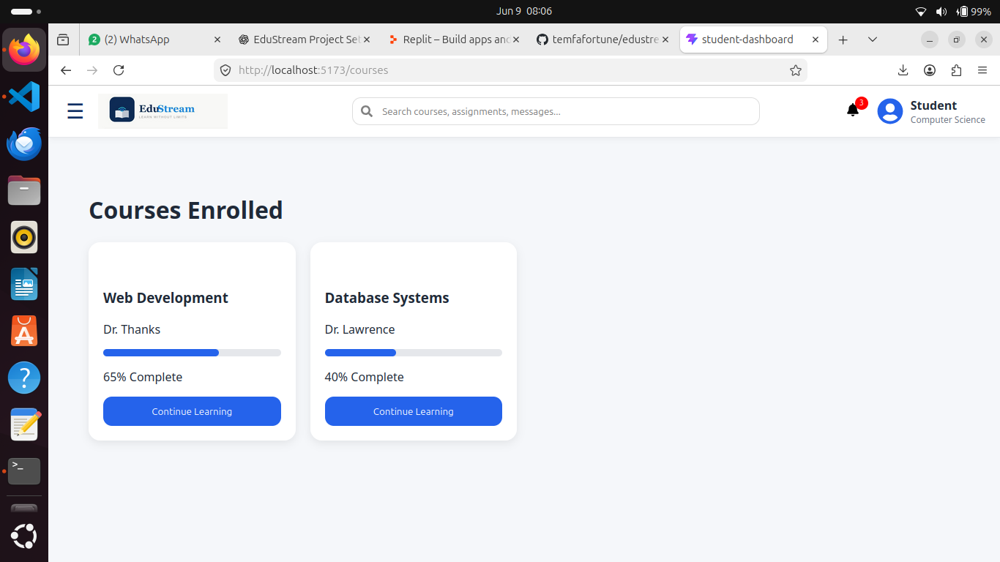 Jun 9 08:06
99%
2 (2) WhatsApp
EduStream Project Set
Replit – Build apps and
temfafortune/edustre
student-dashboard
http://localhost:5173/courses
EduStream
LEARN WITHOUT LIMITS
Search courses, assignments, messages...
3
Student
Computer Science
Courses Enrolled
Web Development
Dr. Thanks
65% Complete
Continue Learning
Database Systems
Dr. Lawrence
40% Complete
Continue Learning